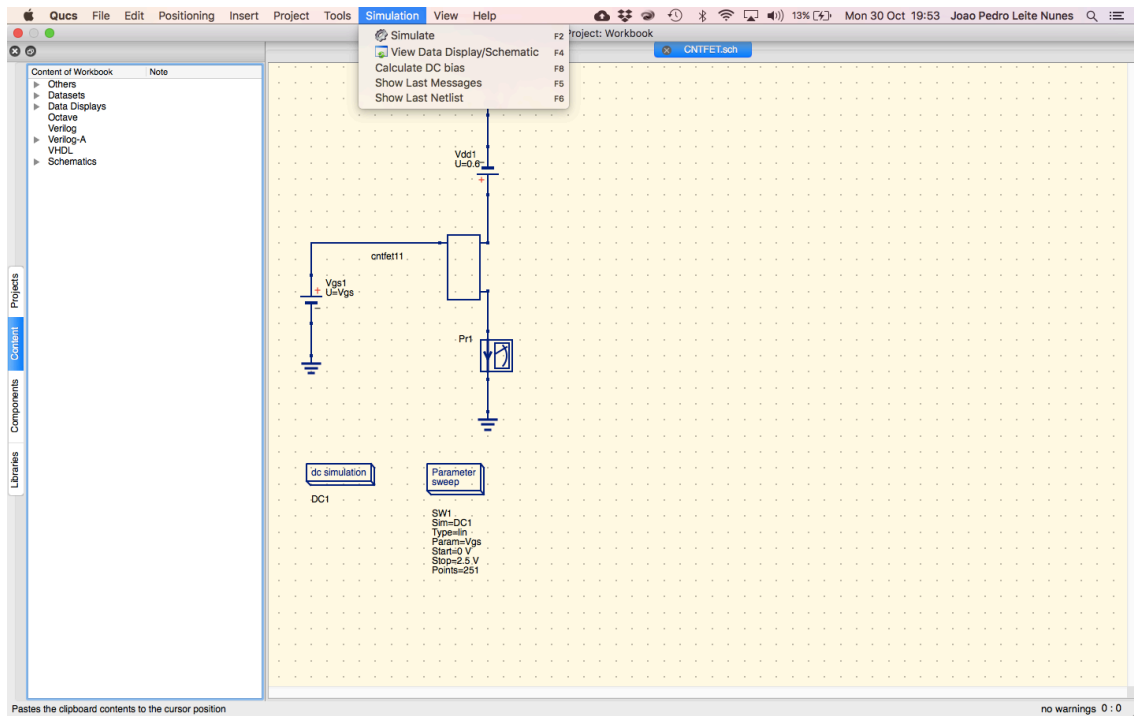 Qucs File Edit Positioning Insert Project Tools Simulation View Help 13% Mon 30 Oct 19:53 Joao Pedro Leite Nunes
Project: Workbook
Simulate F2
View Data Display/Schematic F4
Calculate DC bias F8
Show Last Messages F5
Show Last Netlist F6
CNTFET.sch
Content of Workbook Note
Others
Datasets
Data Displays
Octave
Verilog
Verilog-A
VHDL
Schematics
Projects
Content
Components
Libraries
Vdd1
U=0.6
cntfet11
Vgs1
U=Vgs
Pr1
dc simulation
DC1
Parameter
sweep
SW1
Sim=DC1
Type=lin
Param=Vgs
Start=0 V
Stop=2.5 V
Points=251
Pastes the clipboard contents to the cursor position
no warnings 0 : 0